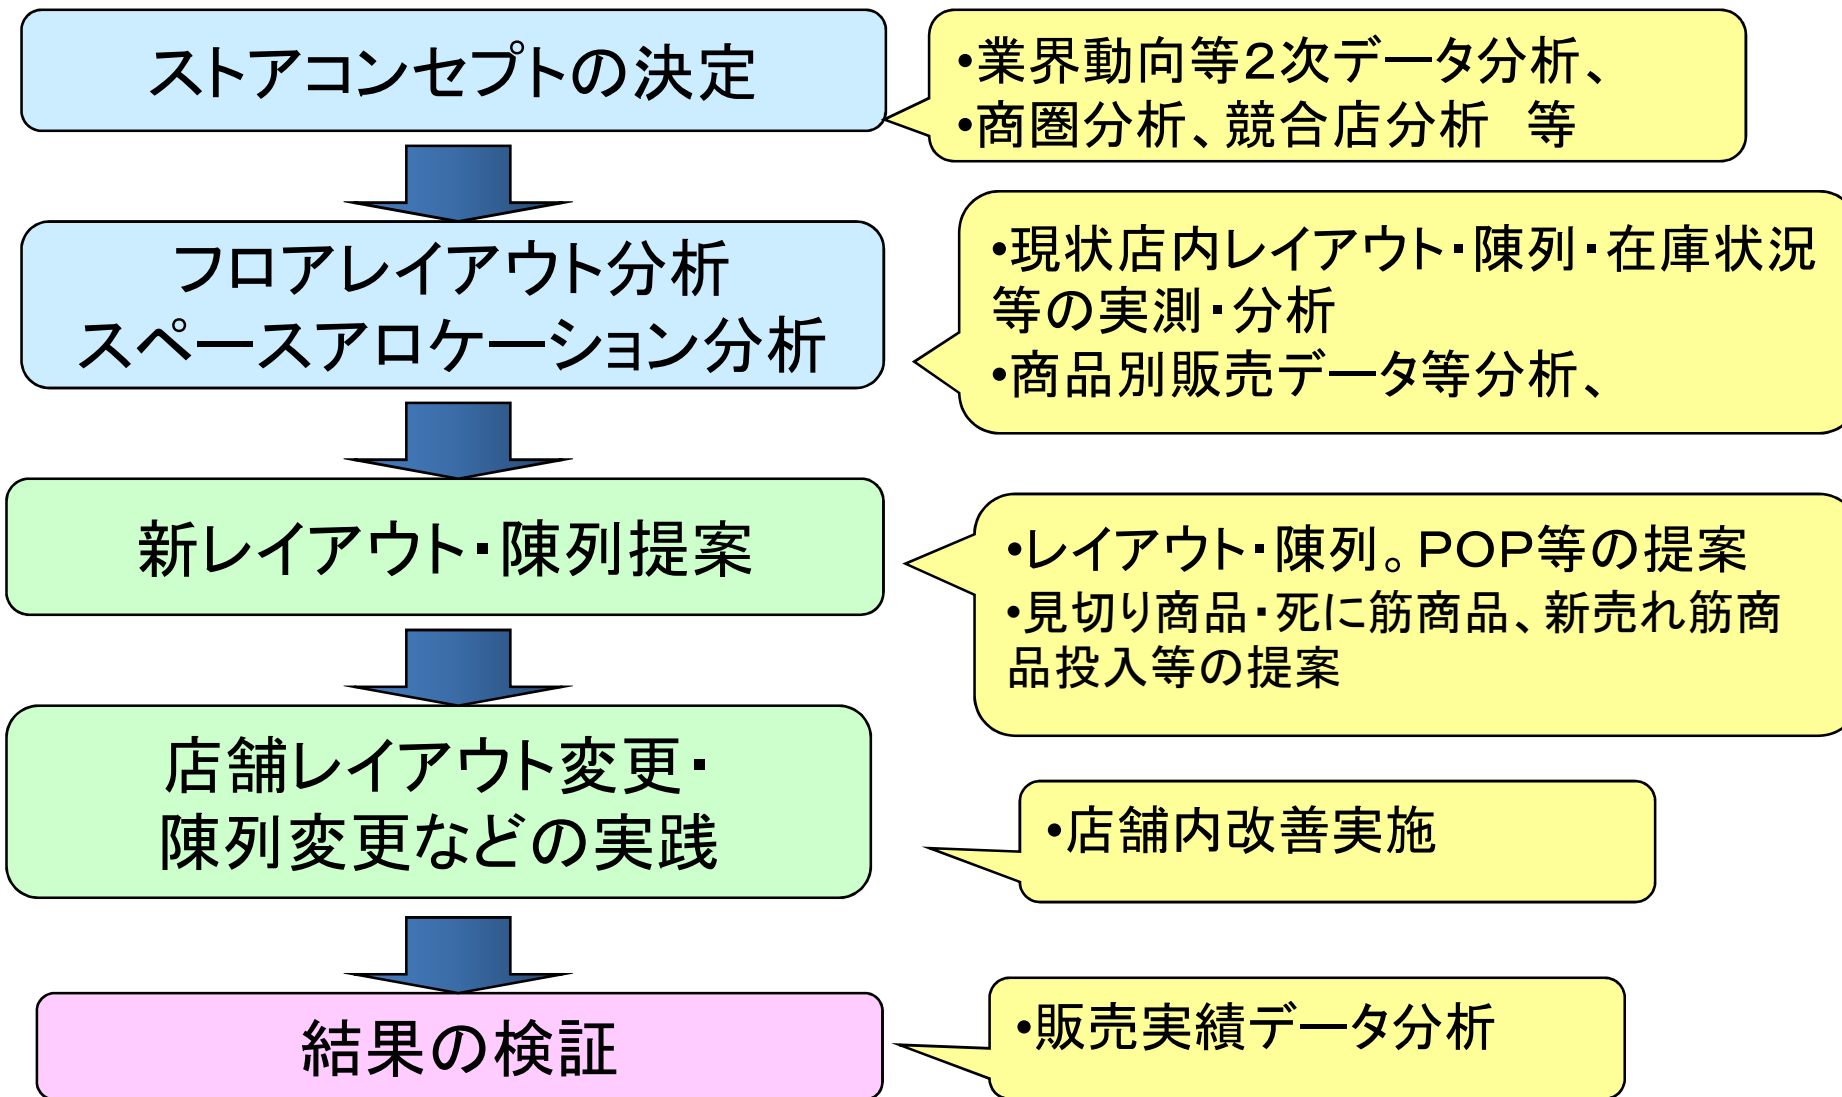 ストアコンセプトの決定
•業界動向等２次データ分析、
•商圏分析、競合店分析　等
フロアレイアウト分析
スペースアロケーション分析
•現状店内レイアウト・陳列・在庫状況
等の実測・分析
•商品別販売データ等分析、
新レイアウト・陳列提案
•レイアウト・陳列。ＰＯＰ等の提案
•見切り商品・死に筋商品、新売れ筋商
品投入等の提案
店舗レイアウト変更・
陳列変更などの実践
•店舗内改善実施
結果の検証
•販売実績データ分析